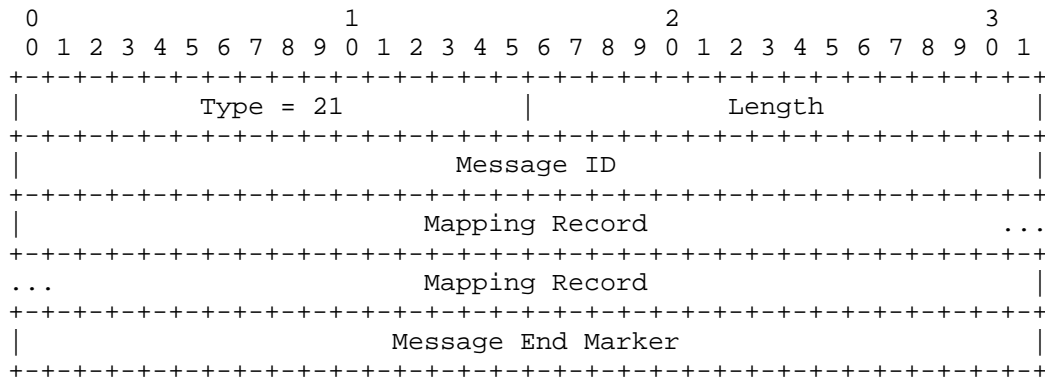 0                   1                   2                   3
 0 1 2 3 4 5 6 7 8 9 0 1 2 3 4 5 6 7 8 9 0 1 2 3 4 5 6 7 8 9 0 1
+-+-+-+-+-+-+-+-+-+-+-+-+-+-+-+-+-+-+-+-+-+-+-+-+-+-+-+-+-+-+-+-+
|           Type = 21           |            Length             |
+-+-+-+-+-+-+-+-+-+-+-+-+-+-+-+-+-+-+-+-+-+-+-+-+-+-+-+-+-+-+-+-+
|                          Message ID                           |
+-+-+-+-+-+-+-+-+-+-+-+-+-+-+-+-+-+-+-+-+-+-+-+-+-+-+-+-+-+-+-+-+
|                         Mapping Record                      ...
+-+-+-+-+-+-+-+-+-+-+-+-+-+-+-+-+-+-+-+-+-+-+-+-+-+-+-+-+-+-+-+-+
...                       Mapping Record                        |
+-+-+-+-+-+-+-+-+-+-+-+-+-+-+-+-+-+-+-+-+-+-+-+-+-+-+-+-+-+-+-+-+
|                       Message End Marker                      |
+-+-+-+-+-+-+-+-+-+-+-+-+-+-+-+-+-+-+-+-+-+-+-+-+-+-+-+-+-+-+-+-+